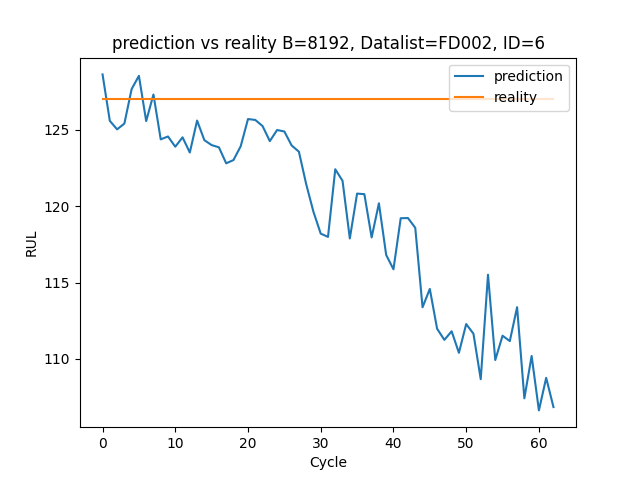 prediction vs reality B=8192, Datalist=FD002, ID=6
prediction
reality
125
120
115
110
RUL
0
10
20
30
40
50
60
Cycle